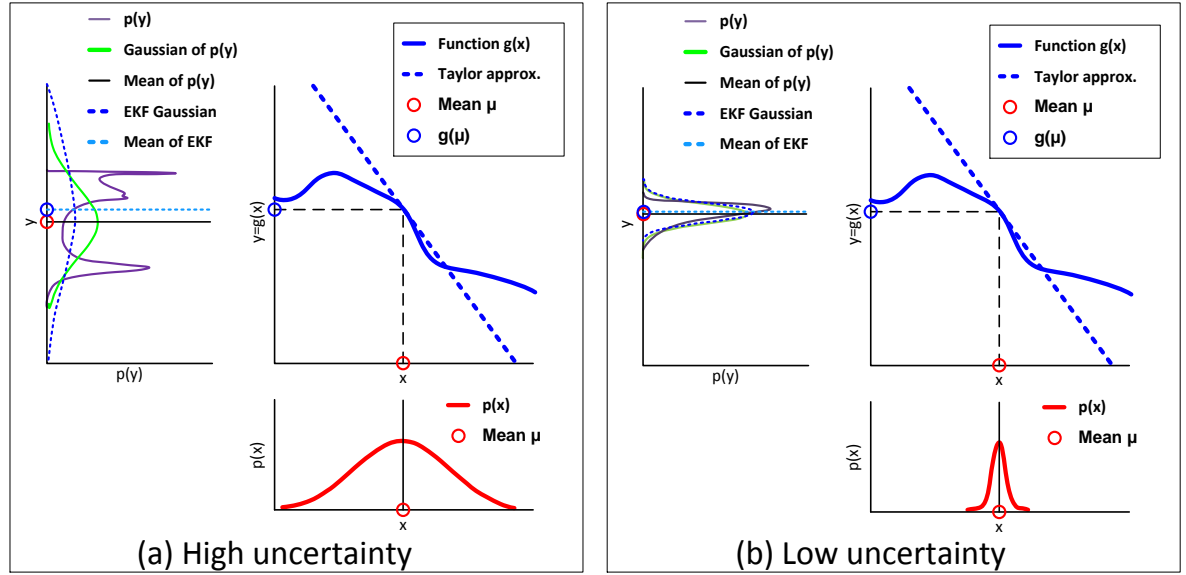 p(y)
Gaussian of p(y)
Mean of p(y)
EKF Gaussian
Mean of EKF
Function g(x)
Taylor approx.
Mean μ
g(μ)
y
p(y)
y=g(x)
x
p(x)
Mean μ
p(x)
x
(a) High uncertainty
p(y)
Gaussian of p(y)
Mean of p(y)
EKF Gaussian
Mean of EKF
Function g(x)
Taylor approx.
Mean μ
g(μ)
y
p(y)
y=g(x)
x
p(x)
Mean μ
p(x)
x
(b) Low uncertainty